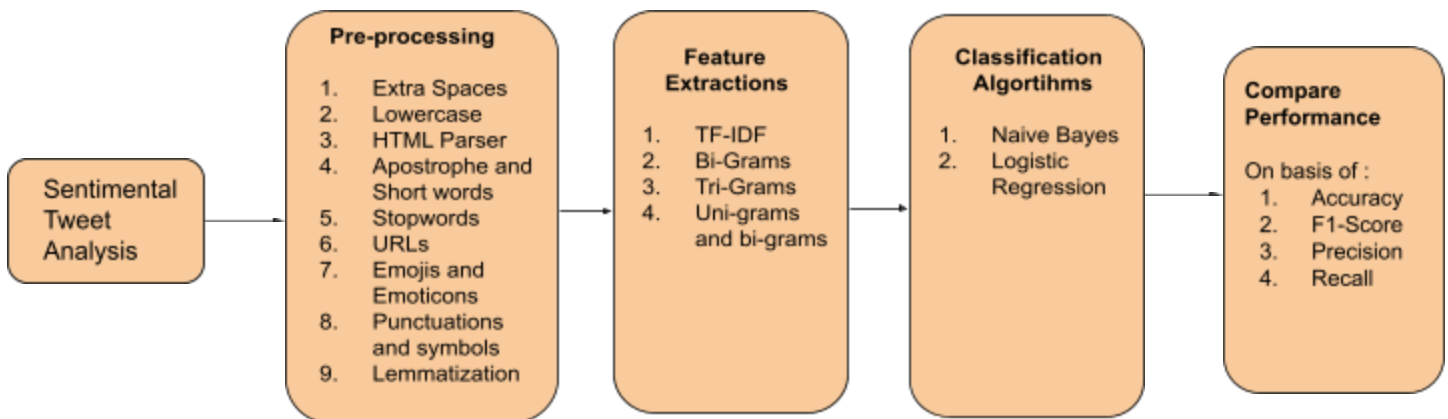 Sentimental
Tweet
Analysis
Pre-processing
1. Extra Spaces
2. Lowercase
3. HTML Parser
4. Apostrophe and
Short words
5. Stopwords
6. URLs
7. Emojis and
Emoticons
8. Punctuations
and symbols
9. Lemmatization
Feature
Extractions
1. TF-IDF
2. Bi-Grams
3. Tri-Grams
4. Uni-grams
and bi-grams
Classification
Algortihms
1. Naive Bayes
2. Logistic
Regression
Compare
Performance
On basis of :
1. Accuracy
2. F1-Score
3. Precision
4. Recall